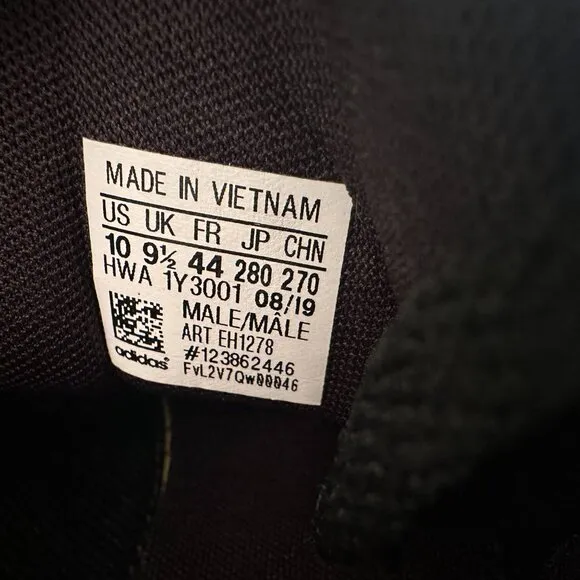 MADE IN VIETNAM
US UK FR JP CHN
10 9½ 44 280 270
HWA 1Y3001 08/19
MALE/MÂLE
ART EH1278
#123862446
adidas
FvL2V7Qw00046